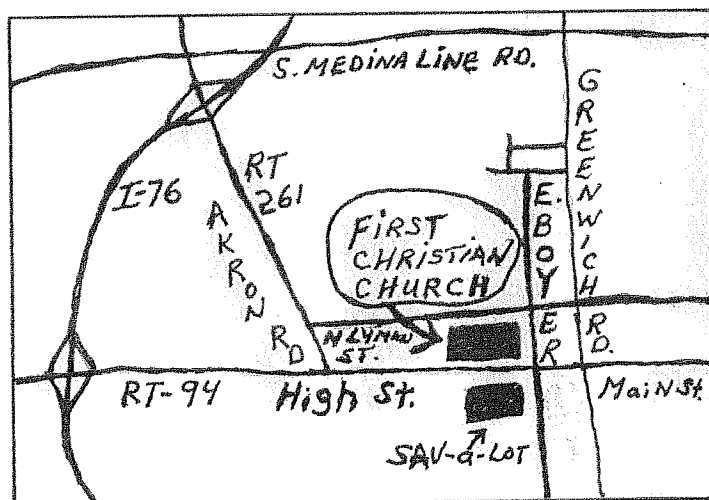 S. MEDINA LINE RD.
GREENWICH RD.
I-76
RT
261
AKRON RD
E. BOYER
FIRST
CHRISTIAN
CHURCH
N LYMAN
ST.
RT-94
High St.
MaiN St.
SAV-a-LOT